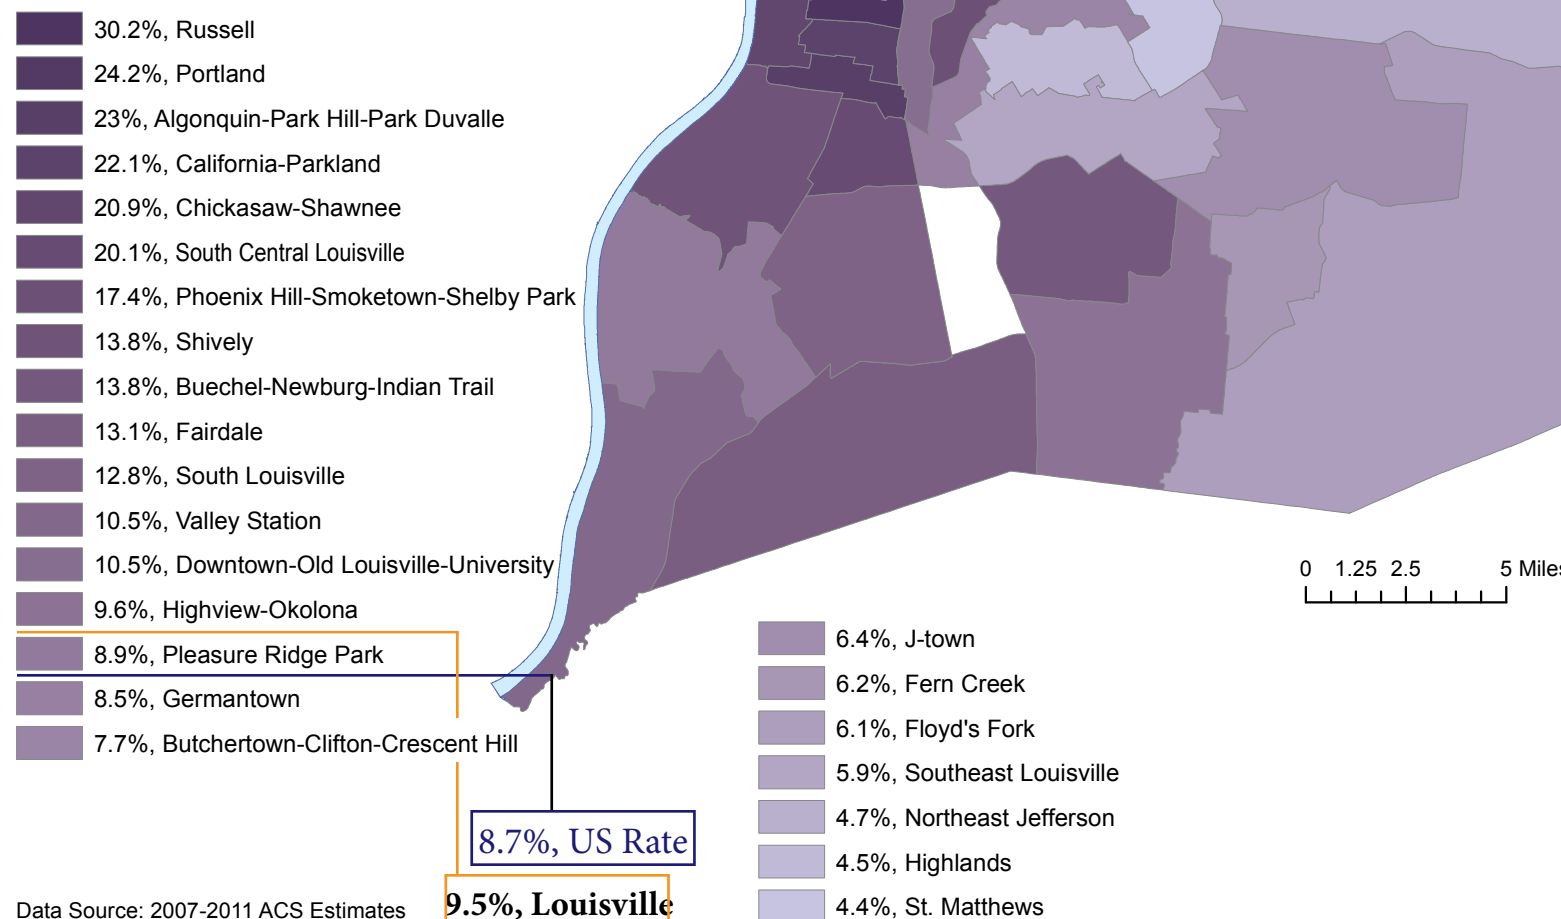 30.2%, Russell
24.2%, Portland
23%, Algonquin-Park Hill-Park Duvalle
22.1%, California-Parkland
20.9%, Chickasaw-Shawnee
20.1%, South Central Louisville
17.4%, Phoenix Hill-Smoketown-Shelby Park
13.8%, Shively
13.8%, Buechel-Newburg-Indian Trail
13.1%, Fairdale
12.8%, South Louisville
10.5%, Valley Station
10.5%, Downtown-Old Louisville-University
9.6%, Highview-Okolona
8.9%, Pleasure Ridge Park
8.5%, Germantown
7.7%, Butchertown-Clifton-Crescent Hill
8.7%, US Rate
9.5%, Louisville
Data Source: 2007-2011 ACS Estimates
0 1.25 2.5 5 Miles
6.4%, J-town
6.2%, Fern Creek
6.1%, Floyd's Fork
5.9%, Southeast Louisville
4.7%, Northeast Jefferson
4.5%, Highlands
4.4%, St. Matthews